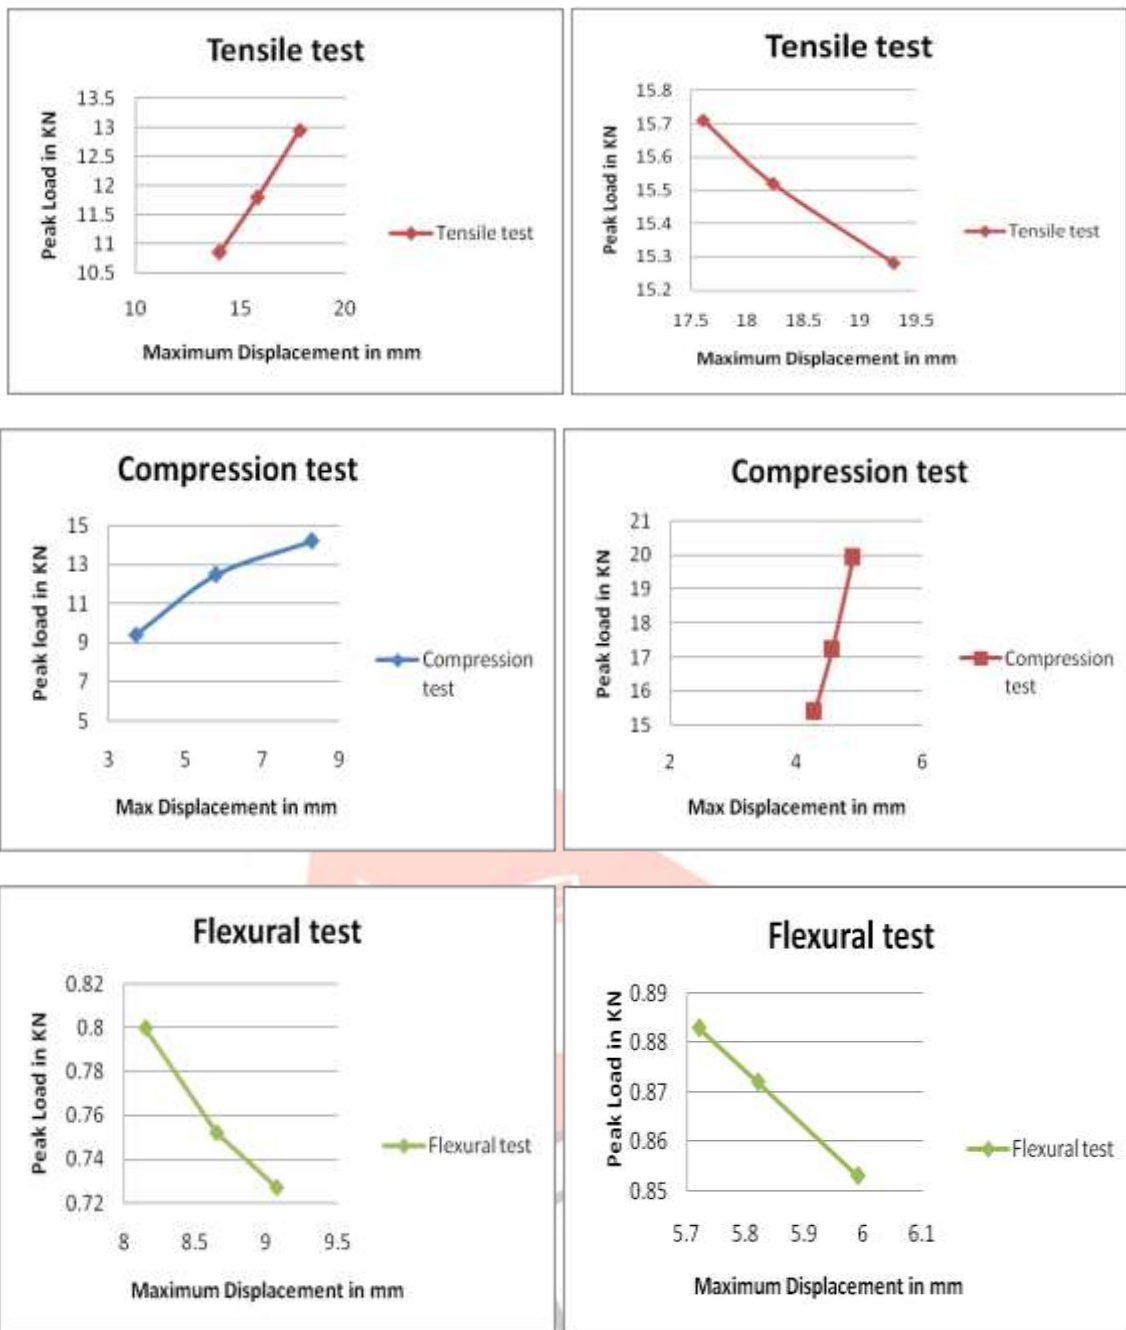 Tensile test
Peak Load in KN
13.5
13
12.5
12
11.5
11
10.5
10 15 20
Maximum Displacement in mm
Tensile test
Tensile test
Peak Load in KN
15.8
15.7
15.6
15.5
15.4
15.3
15.2
17.5 18 18.5 19 19.5
Maximum Displacement in mm
Tensile test
Compression test
Peak load in KN
15
13
11
9
7
5
3 5 7 9
Max Displacement in mm
Compression
test
Compression test
Peak load in KN
21
20
19
18
17
16
15
2 4 6
Max Displacement in mm
Compression
test
Flexural test
Peak Load in KN
0.82
0.8
0.78
0.76
0.74
0.72
8 8.5 9 9.5
Maximum Displacement in mm
Flexural test
Flexural test
Peak Load in KN
0.89
0.88
0.87
0.86
0.85
5.7 5.8 5.9 6 6.1
Maximum Displacement in mm
Flexural test